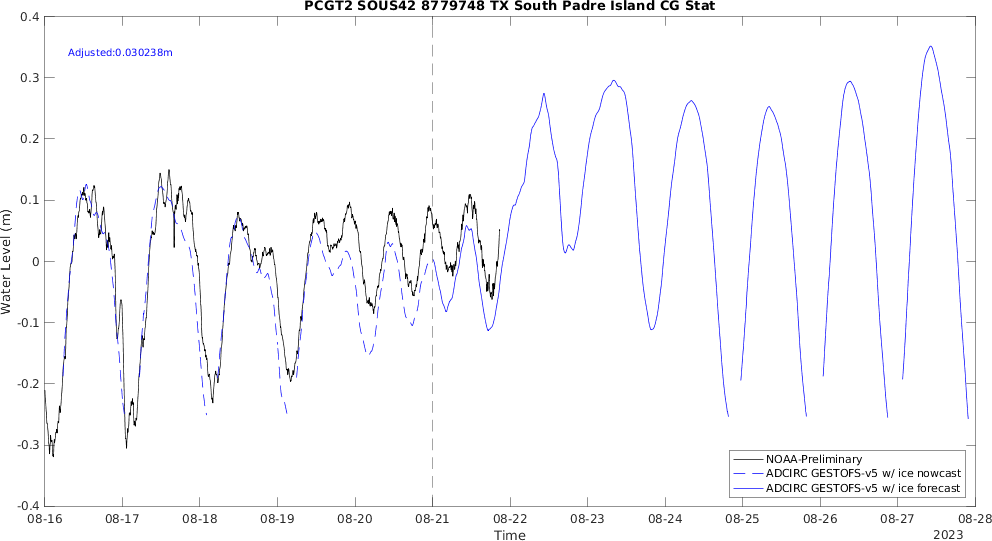 PCGT2 SOUS42 8779748 TX South Padre Island CG Stat
Adjusted:0.030238m
0.4
0.3
0.2
0.1
0
-0.1
-0.2
-0.3
-0.4
Water Level (m)
NOAA-Preliminary
ADCIRC GESTOFS-v5 w/ ice nowcast
ADCIRC GESTOFS-v5 w/ ice forecast
08-16 08-17 08-18 08-19 08-20 08-21 08-22 08-23 08-24 08-25 08-26 08-27 08-28
Time
2023